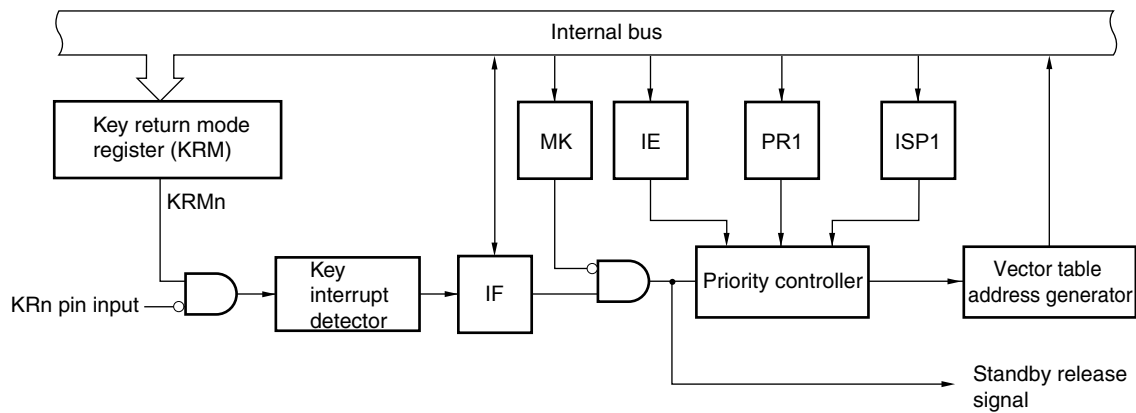 Internal bus
Key return mode
register (KRM)
MK
IE
PR1
ISP1
KRMn
KRn pin input
Key
interrupt
detector
IF
Priority controller
Vector table
address generator
Standby release
signal